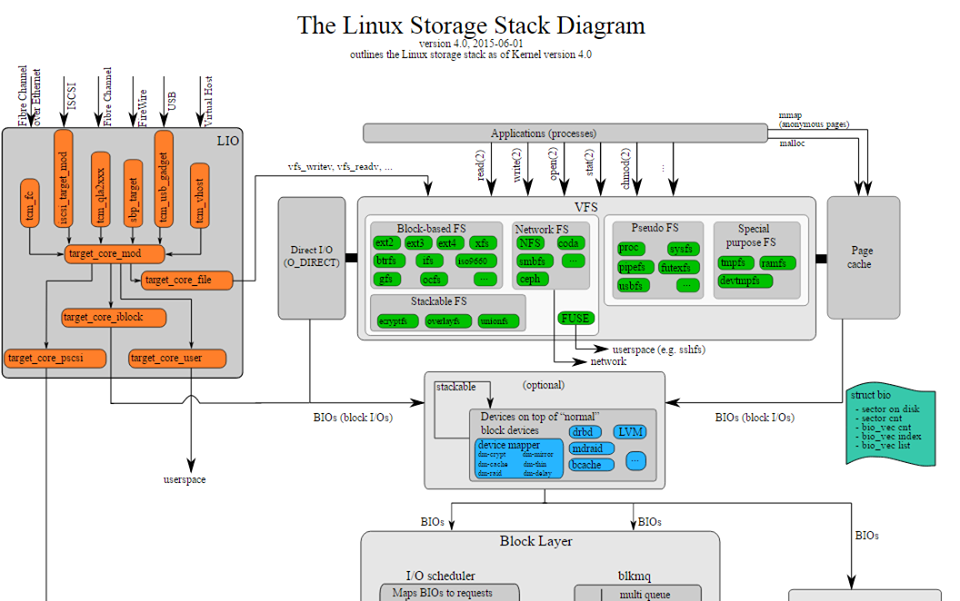 The Linux Storage Stack Diagram
version 4.0, 2015-06-01
outlines the Linux storage stack as of Kernel version 4.0
Fibre Channel
over Ethernet
ISCSI
Fibre Channel
FireWire
USB
Virtual Host
LIO
tcm_fc
iscsi_target_mod
tcm_qla2xxx
sbp_target
tcm_usb_gadget
tcm_vhost
target_core_mod
target_core_file
target_core_iblock
target_core_pscsi
target_core_user
userspace
vfs_writev, vfs_readv, ...
Applications (processes)
mmap
(anonymous pages)
malloc
read(2)
write(2)
open(2)
stat(2)
chmod(2)
...
VFS
Direct I/O
(O_DIRECT)
Block-based FS
ext2 ext3 ext4 xfs
btrfs ifs iso9660
gfs ocfs ...
Network FS
NFS coda
smbfs ...
ceph
Pseudo FS
proc sysfs
pipefs futexfs
usbfs ...
Special
purpose FS
tmpfs ramfs
devtmpfs
Stackable FS
ecryptfs overlayfs unionfs
FUSE
Page
cache
userspace (e.g. sshfs)
network
stackable
(optional)
BIOs (block I/Os)
BIOs (block I/Os)
Devices on top of “normal”
block devices
device mapper
dm-crypt dm-mirror
dm-cache dm-thin
dm-raid dm-delay
drbd LVM
mdraid
bcache ...
struct bio
- sector on disk
- sector cnt
- bio_vec cnt
- bio_vec index
- bio_vec list
BIOs
BIOs
BIOs
Block Layer
I/O scheduler
Maps BIOs to requests
blkmq
multi queue